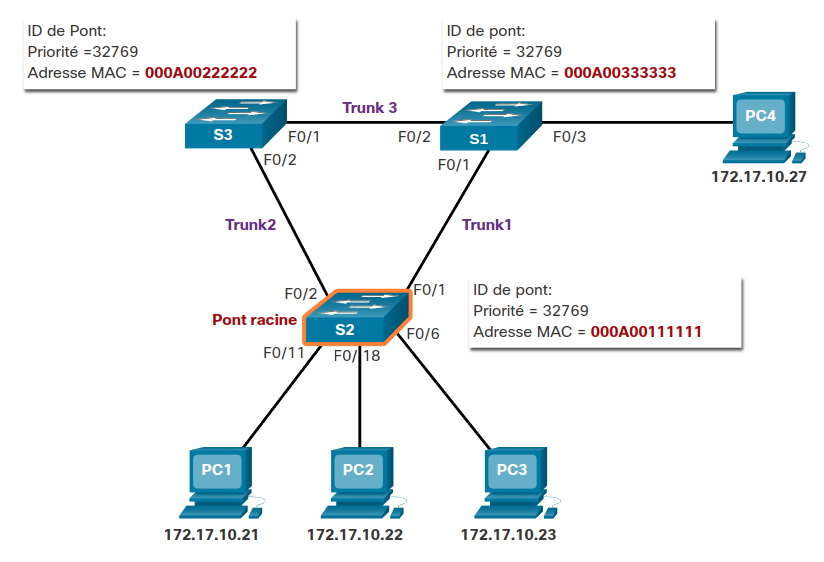 ID de Pont:
Priorité =32769
Adresse MAC = 000A00222222
ID de pont:
Priorité = 32769
Adresse MAC = 000A00333333
Trunk 3
PC4
S3
F0/1
F0/2
S1
F0/3
F0/2
F0/1
172.17.10.27
Trunk2
Trunk1
ID de pont:
Priorité = 32769
Adresse MAC = 000A00111111
F0/2
F0/1
Pont racine
S2
F0/6
F0/11
F0/18
PC1
PC2
PC3
172.17.10.21
172.17.10.22
172.17.10.23